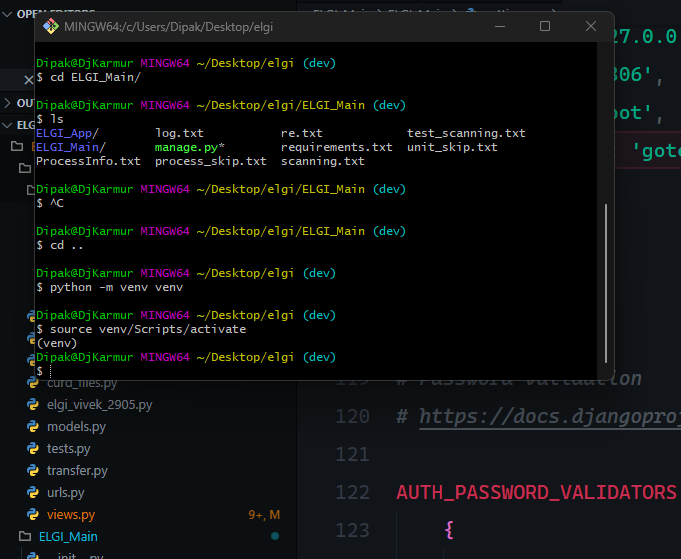 OPEN EDITORS
MINGW64:/c/Users/Dipak/Desktop/elgi
Dipak@DjKarmur MINGW64 ~/Desktop/elgi (dev)
$ cd ELGI_Main/
Dipak@DjKarmur MINGW64 ~/Desktop/elgi/ELGI_Main (dev)
$ ls
ELGI_App/ log.txt re.txt test_scanning.txt
ELGI_Main/ manage.py* requirements.txt unit_skip.txt
ProcessInfo.txt process_skip.txt scanning.txt
Dipak@DjKarmur MINGW64 ~/Desktop/elgi/ELGI_Main (dev)
$ ^C
Dipak@DjKarmur MINGW64 ~/Desktop/elgi/ELGI_Main (dev)
$ cd ..
Dipak@DjKarmur MINGW64 ~/Desktop/elgi (dev)
$ python -m venv venv
Dipak@DjKarmur MINGW64 ~/Desktop/elgi (dev)
$ source venv/Scripts/activate
(venv)
Dipak@DjKarmur MINGW64 ~/Desktop/elgi (dev)
$
OUT
ELG
curd_files.py
elgi_vivek_2905.py
models.py
tests.py
transfer.py
urls.py
views.py 9+, M
ELGI_Main
__init__.py
27.0.0
306',
oot',
'goto
# Password validation
120 # https://docs.djangoproj
121
122 AUTH_PASSWORD_VALIDATORS
123 {